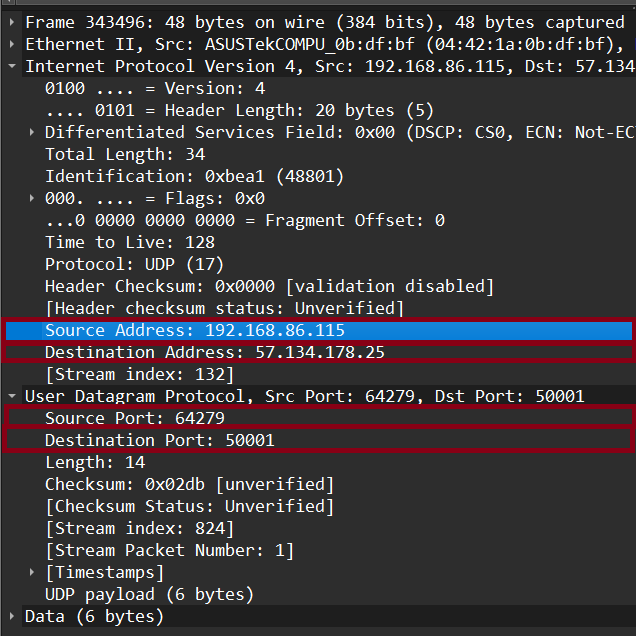 Frame 343496: 48 bytes on wire (384 bits), 48 bytes captured
Ethernet II, Src: ASUSTekCOMPU_0b:df:bf (04:42:1a:0b:df:bf),
Internet Protocol Version 4, Src: 192.168.86.115, Dst: 57.134
0100 .... = Version: 4
.... 0101 = Header Length: 20 bytes (5)
Differentiated Services Field: 0x00 (DSCP: CS0, ECN: Not-EC
Total Length: 34
Identification: 0xbea1 (48801)
000. .... = Flags: 0x0
...0 0000 0000 0000 = Fragment Offset: 0
Time to Live: 128
Protocol: UDP (17)
Header Checksum: 0x0000 [validation disabled]
[Header checksum status: Unverified]
Source Address: 192.168.86.115
Destination Address: 57.134.178.25
[Stream index: 132]
User Datagram Protocol, Src Port: 64279, Dst Port: 50001
Source Port: 64279
Destination Port: 50001
Length: 14
Checksum: 0x02db [unverified]
[Checksum Status: Unverified]
[Stream index: 824]
[Stream Packet Number: 1]
[Timestamps]
UDP payload (6 bytes)
Data (6 bytes)